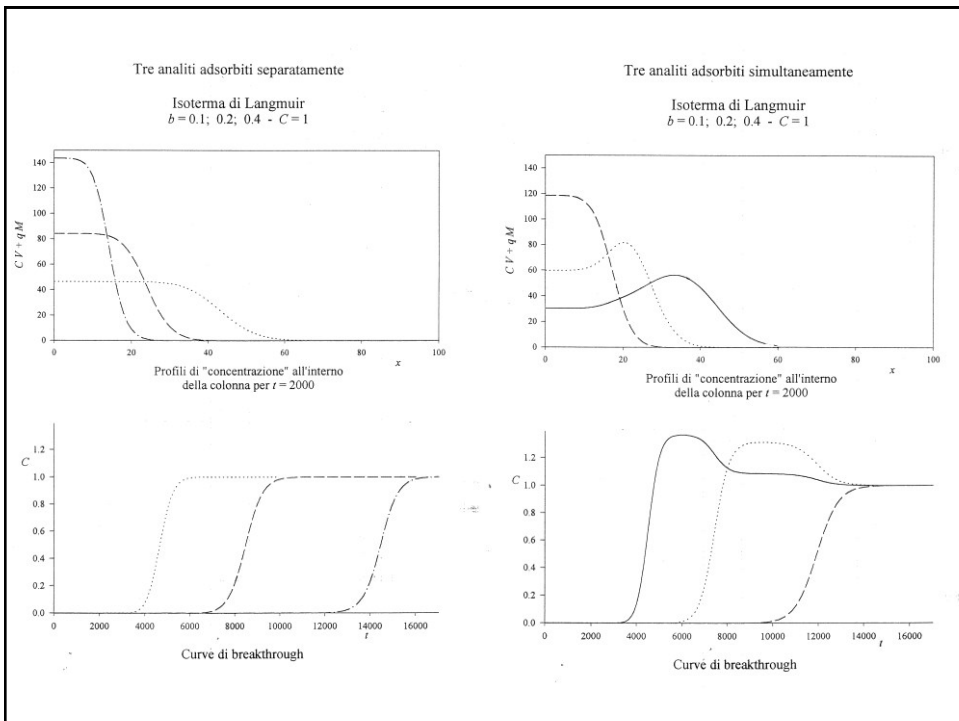 Tre analiti adsorbiti separatamente
Isoterma di Langmuir
b = 0.1; 0.2; 0.4 - C = 1
140
120
100
80
60
40
20
0
C V + q M
0 20 40 60 80 100
x
Profili di "concentrazione" all'interno
della colonna per t = 2000
C
1.2
1.0
0.8
0.6
0.4
0.2
0.0
0 2000 4000 6000 8000 10000 12000 14000 16000
t
Curve di breakthrough
Tre analiti adsorbiti simultaneamente
Isoterma di Langmuir
b = 0.1; 0.2; 0.4 - C = 1
140
120
100
80
60
40
20
0
C V + q M
0 20 40 60 80 100
x
Profili di "concentrazione" all'interno
della colonna per t = 2000
C
1.2
1.0
0.8
0.6
0.4
0.2
0.0
0 2000 4000 6000 8000 10000 12000 14000 16000
t
Curve di breakthrough